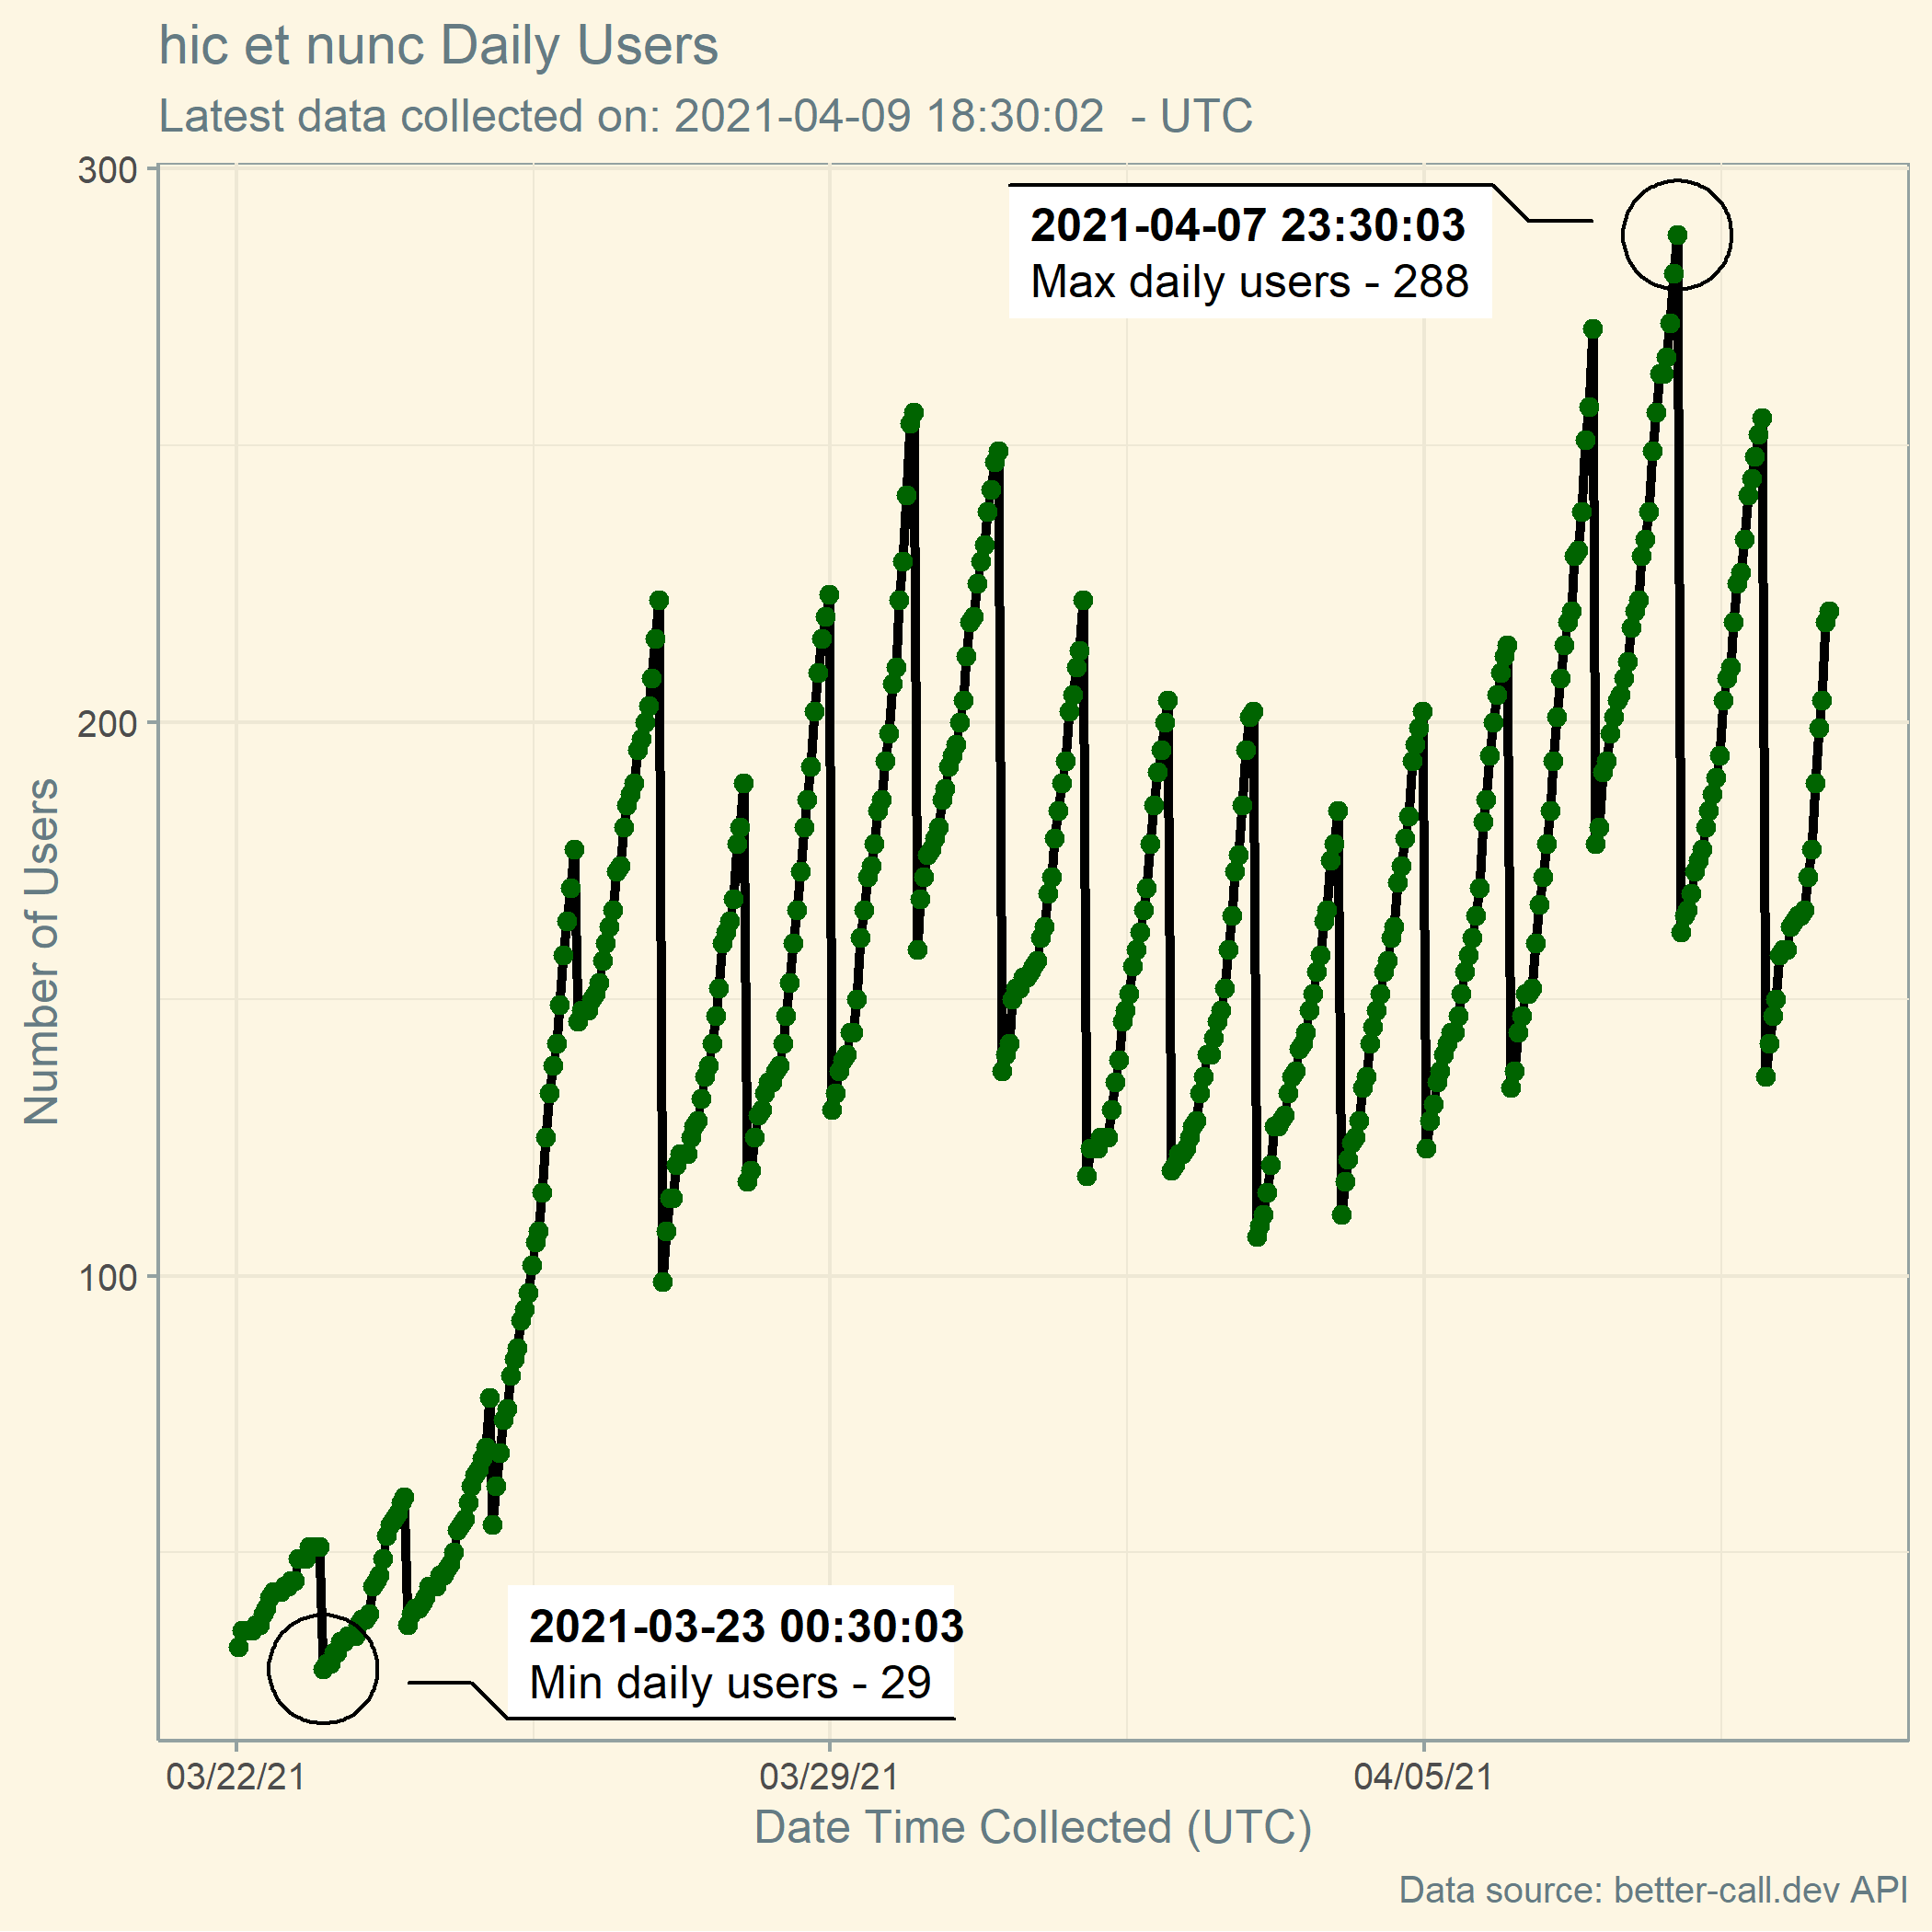 hic et nunc Daily Users
Latest data collected on: 2021-04-09 18:30:02  - UTC
300
200
100
Number of Users
2021-04-07 23:30:03
Max daily users - 288
2021-03-23 00:30:03
Min daily users - 29
03/22/21
03/29/21
04/05/21
Date Time Collected (UTC)
Data source: better-call.dev API